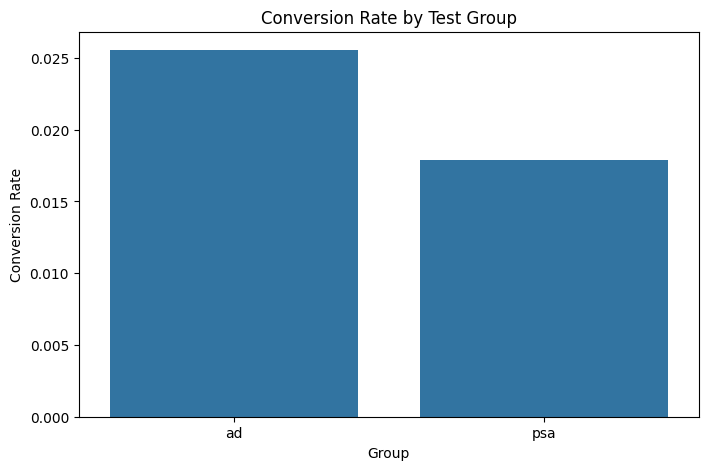 Conversion Rate by Test Group
Conversion Rate
0.025
0.020
0.015
0.010
0.005
0.000
ad
psa
Group